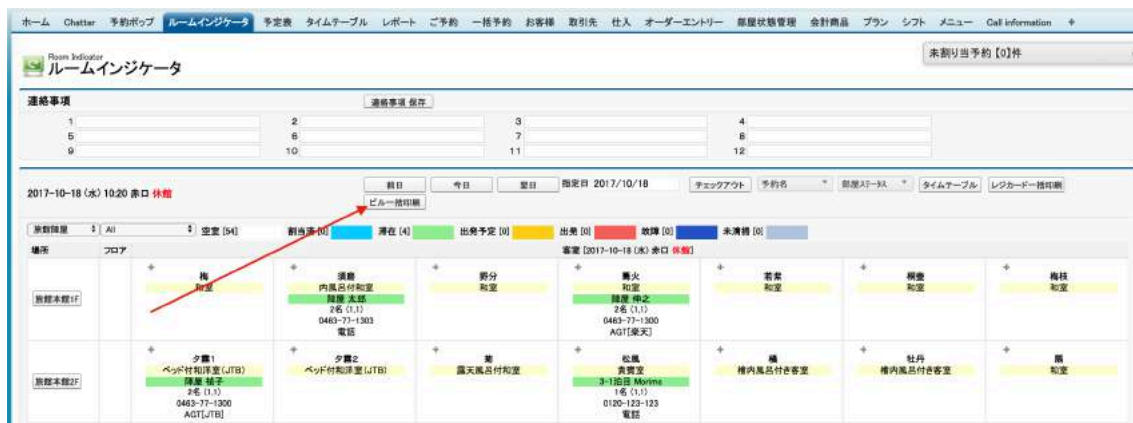 ホーム Chatter 予約ポップ ルームインジケータ 予定表 タイムテーブル レポート ご予約 一括予約 お客様 取引先 仕入 オーダーエントリー 部屋状態管理 会計商品 プラン シフト メニュー Call information +
未割り当予約【0】件
Room Indicator
ルームインジケータ
連絡事項 連絡事項 保存
1 2 3 4
5 6 7 8
9 10 11 12
2017-10-18 (水) 10:20 赤口 休館 前日 今日 翌日 指定日 2017/10/18 チェックアウト 予約名 部屋ステータス タイムテーブル レジカード一括印刷
ビル一括印刷
旅館陣屋 All 空室 [54] 割当済 [0] 滞在 [4] 出発予定 [0] 出発 [0] 故障 [0] 未清掃 [0]
場所 フロア 客室 [2017-10-18 (水) 赤口 休館]
+ + + + + + +
旅館本館1F 梅 須磨 野分 篝火 若紫 桐壺 梅枝
和室 内風呂付和室 和室 和室 和室 和室 和室
陣屋 太郎 陣屋 伸之
2名 (1,1) 2名 (1,1)
0463-77-1303 0463-77-1300
電話 AGT[楽天]
+ + + + + + +
旅館本館2F 夕霧1 夕霧2 菊 松風 橘 牡丹
ベッド付和洋室(JTB) ベッド付和洋室(JTB) 露天風呂付和室 貴賓室 檜内風呂付き客室 檜内風呂付き客室 和室
陣屋 禎子 3-1泊目 Morima
2名 (1,1) 1名 (1,1)
0463-77-1300 0120-123-123
AGT[JTB] 電話